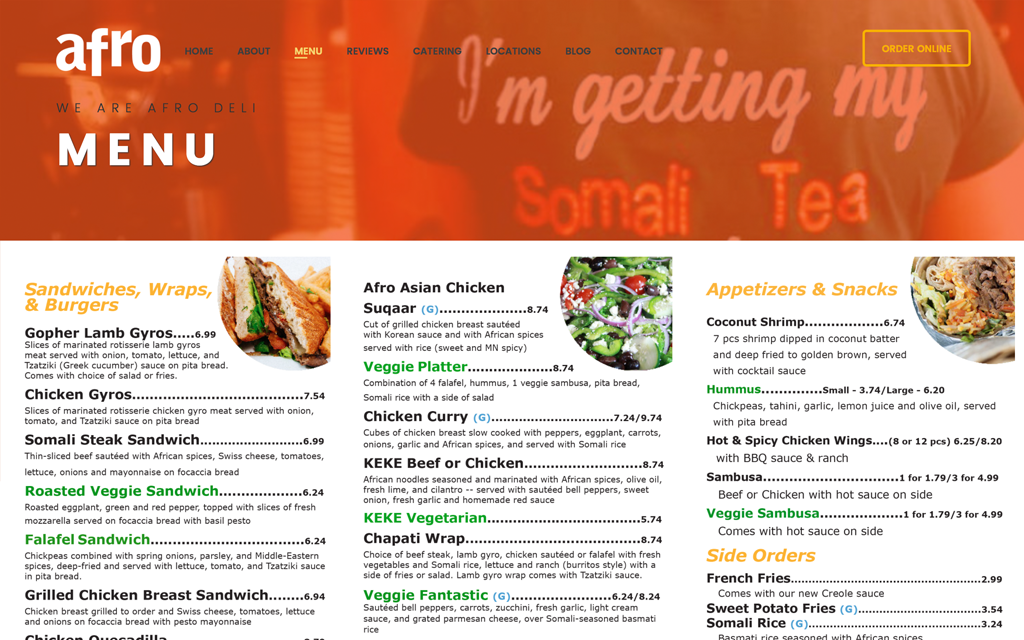 afro
HOME ABOUT MENU REVIEWS CATERING LOCATIONS BLOG CONTACT
ORDER ONLINE
WE ARE AFRO DELI
MENU
I'm getting my
Somali Tea
Sandwiches, Wraps,
& Burgers
Gopher Lamb Gyros.....6.99
Slices of marinated rotisserie lamb gyros
meat served with onion, tomato, lettuce, and
Tzatziki (Greek cucumber) sauce on pita bread.
Comes with choice of salad or fries.
Chicken Gyros...................................7.54
Slices of marinated rotisserie chicken gyro meat served with onion,
tomato, and Tzatziki sauce on pita bread
Somali Steak Sandwich.....................6.99
Thin-sliced beef sautéed with African spices, Swiss cheese, tomatoes,
lettuce, onions and mayonnaise on focaccia bread
Roasted Veggie Sandwich.................6.24
Roasted eggplant, green and red pepper, topped with slices of fresh
mozzarella served on focaccia bread with basil pesto
Falafel Sandwich...............................6.24
Chickpeas combined with spring onions, parsley, and Middle-Eastern
spices, deep-fried and served with lettuce, tomato, and Tzatziki sauce
in pita bread.
Grilled Chicken Breast Sandwich.......6.94
Chicken breast grilled to order and Swiss cheese, tomatoes, lettuce
and onions on focaccia bread with pesto mayonnaise
Afro Asian Chicken
Suqaar (G)..................8.74
Cut of grilled chicken breast sautéed
with Korean sauce and with African spices
served with rice (sweet and MN spicy)
Veggie Platter.................8.74
Combination of 4 falafel, hummus, 1 veggie sambusa, pita bread,
Somali rice with a side of salad
Chicken Curry (G).........................7.24/9.74
Cubes of chicken breast slow cooked with peppers, eggplant, carrots,
onions, garlic and African spices, and served with Somali rice
KEKE Beef or Chicken........................8.74
African noodles seasoned and marinated with African spices, olive oil,
fresh lime, and cilantro -- served with sautéed bell peppers, sweet
onion, fresh garlic and homemade red sauce
KEKE Vegetarian...............................5.74
Chapati Wrap...................................8.74
Choice of beef steak, lamb gyro, chicken sautéed or falafel with fresh
vegetables and Somali rice, lettuce and ranch (burritos style) with a
side of fries or salad. Lamb gyro wrap comes with Tzatziki sauce.
Veggie Fantastic (G)...................6.24/8.24
Sautéed bell peppers, carrots, zucchini, fresh garlic, light cream
sauce, and grated parmesan cheese, over Somali-seasoned basmati
rice
Appetizers & Snacks
Coconut Shrimp...................6.74
7 pcs shrimp dipped in coconut batter
and deep fried to golden brown, served
with cocktail sauce
Hummus...............Small - 3.74/Large - 6.20
Chickpeas, tahini, garlic, lemon juice and olive oil, served
with pita bread
Hot & Spicy Chicken Wings....(8 or 12 pcs) 6.25/8.20
with BBQ sauce & ranch
Sambusa.................................1 for 1.79/3 for 4.99
Beef or Chicken with hot sauce on side
Veggie Sambusa....................1 for 1.79/3 for 4.99
Comes with hot sauce on side
Side Orders
French Fries......................................................2.99
Comes with our new Creole sauce
Sweet Potato Fries (G)...................................3.54
Somali Rice (G)................................................3.24
Basmati rice seasoned with African spices